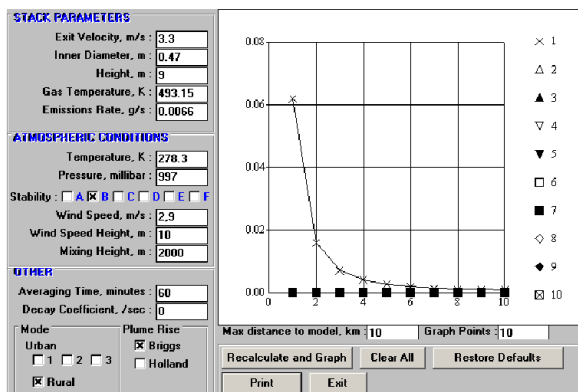 STACK PARAMETERS
Exit Velocity, m/s : 3.3
Inner Diameter, m : 0.47
Height, m : 9
Gas Temperature, K : 493.15
Emissions Rate, g/s : 0.0066
ATMOSPHERIC CONDITIONS
Temperature, K : 278.3
Pressure, millibar : 997
Stability : A B C D E F
Wind Speed, m/s : 2,9
Wind Speed Height, m : 10
Mixing Height, m : 2000
OTHER
Averaging Time, minutes : 60
Decay Coefficient, /sec : 0
Mode
Urban
1 2 3
Rural
Plume Rise
Briggs
Holland
0.08
0.06
0.04
0.02
0.00
0 2 4 6 8 10
1
2
3
4
5
6
7
8
9
10
Max distance to model, km : 10 Graph Points : 10
Recalculate and Graph Clear All Restore Defaults
Print Exit